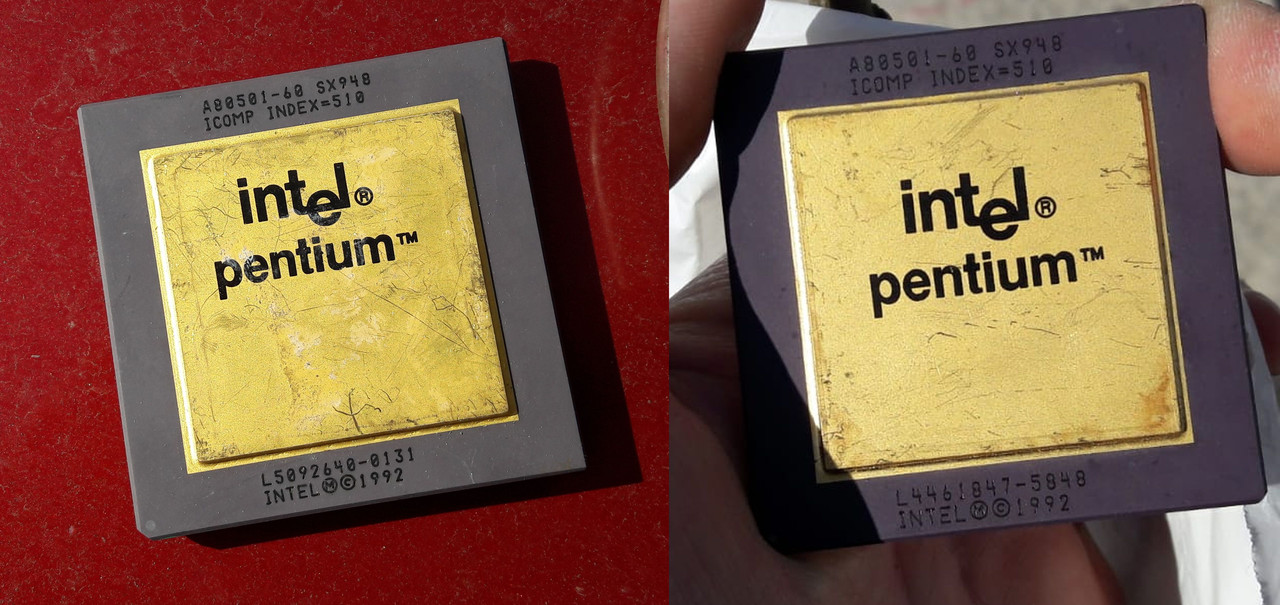 A80501-60 SX948
ICOMP INDEX=510
intel®
pentium™
L5092640-0131
INTELⓂ©1992
A80501-60 SX948
ICOMP INDEX=510
intel®
pentium™
L4461847-5848
INTELⓂ©1992